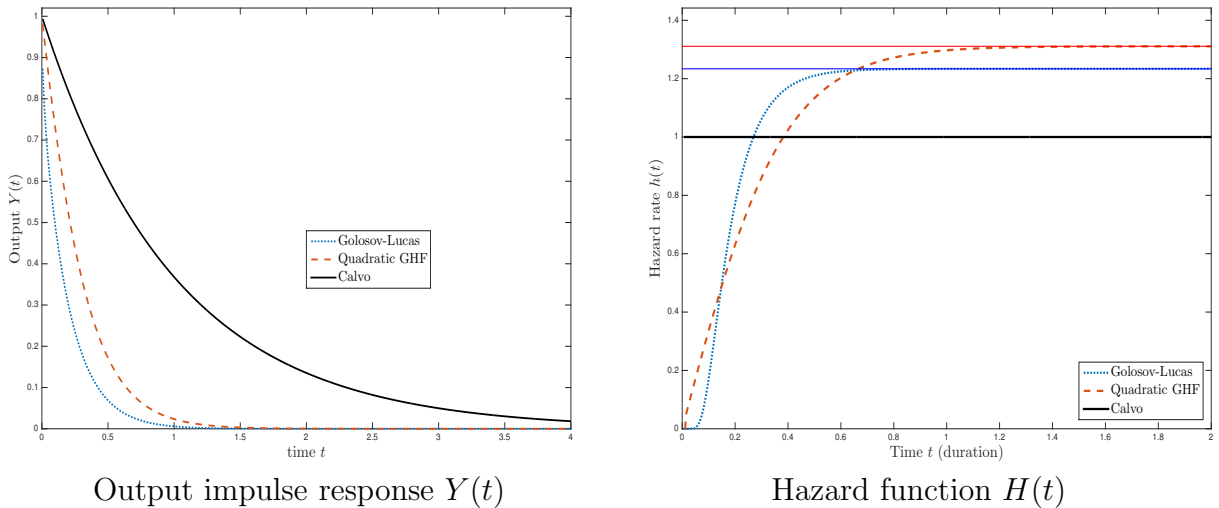 1
0.9
0.8
0.7
0.6
0.5
0.4
0.3
0.2
0.1
0
Output Y(t)
Golosov-Lucas
Quadratic GHF
Calvo
0 0.5 1 1.5 2 2.5 3 3.5 4
time t
Output impulse response Y(t)
1.4
1.2
1
0.8
0.6
0.4
0.2
0
Hazard rate h(t)
Golosov-Lucas
Quadratic GHF
Calvo
0 0.2 0.4 0.6 0.8 1 1.2 1.4 1.6 1.8 2
Time t (duration)
Hazard function H(t)